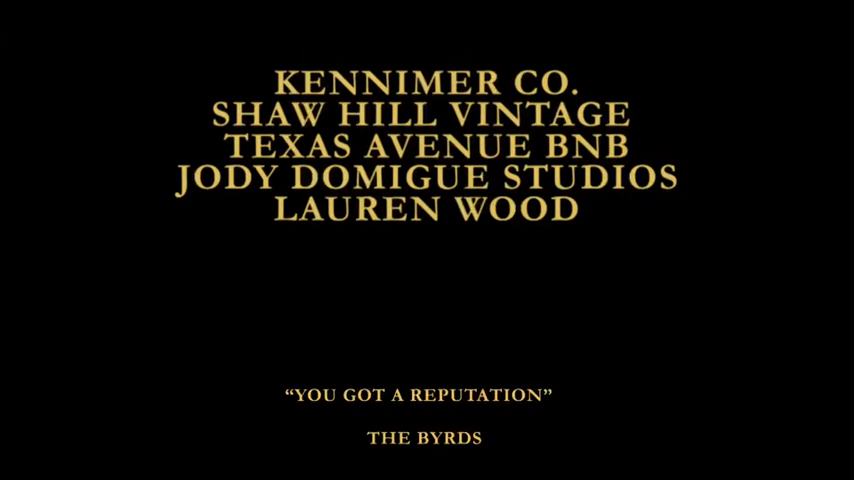 KENNIMER CO.
SHAW HILL VINTAGE
TEXAS AVENUE BNB
JODY DOMIGUE STUDIOS
LAUREN WOOD
“YOU GOT A REPUTATION”
THE BYRDS